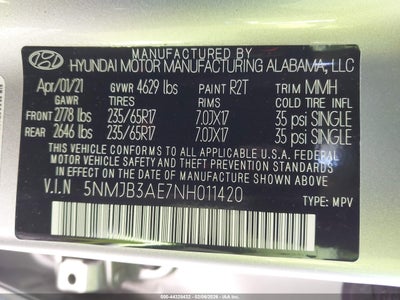 MANUFACTURED BY
HYUNDAI MOTOR MANUFACTURING ALABAMA, LLC
Apr/01/21 GVWR 4629 lbs PAINT R2T TRIM MMH
GAWR TIRES RIMS COLD TIRE INFL
FRONT 2778 lbs 235/65R17 7.0JX17 35 psi SINGLE
REAR 2646 lbs 235/65R17 7.0JX17 35 psi SINGLE
THIS VEHICLE CONFORMS TO ALL APPLICABLE U.S. FEDERAL
MOTOR VEHICLE SAFETY, BUMPER, AND THEFT PREVENTION
STANDARDS IN EFFECT ON THE DATE OF MANUFACTURE
SHOWN ABOVE.
V.I.N 5NMJB3AE7NH011420
TYPE: MPV